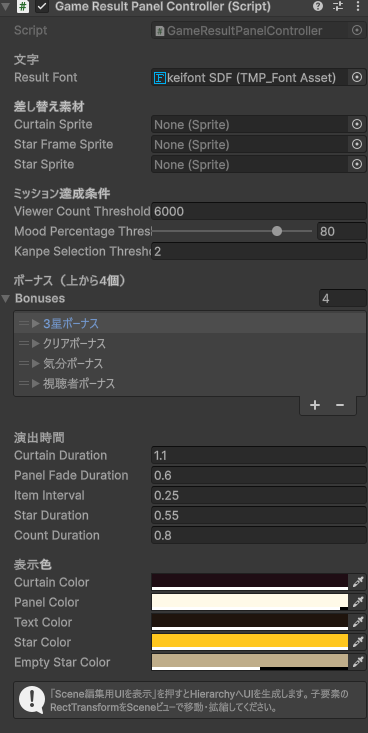 Game Result Panel Controller (Script)
Script GameResultPanelController
文字
Result Font keifont SDF (TMP_Font Asset)
差し替え素材
Curtain Sprite None (Sprite)
Star Frame Sprite None (Sprite)
Star Sprite None (Sprite)
ミッション達成条件
Viewer Count Threshold 6000
Mood Percentage Thres 80
Kanpe Selection Thresho 2
ボーナス（上から4個）
Bonuses 4
3星ボーナス
クリアボーナス
気分ボーナス
視聴者ボーナス
+ −
演出時間
Curtain Duration 1.1
Panel Fade Duration 0.6
Item Interval 0.25
Star Duration 0.55
Count Duration 0.8
表示色
Curtain Color
Panel Color
Text Color
Star Color
Empty Star Color
「Scene編集用UIを表示」を押すとHierarchyへUIを生成します。子要素の
RectTransformをSceneビューで移動・拡縮してください。